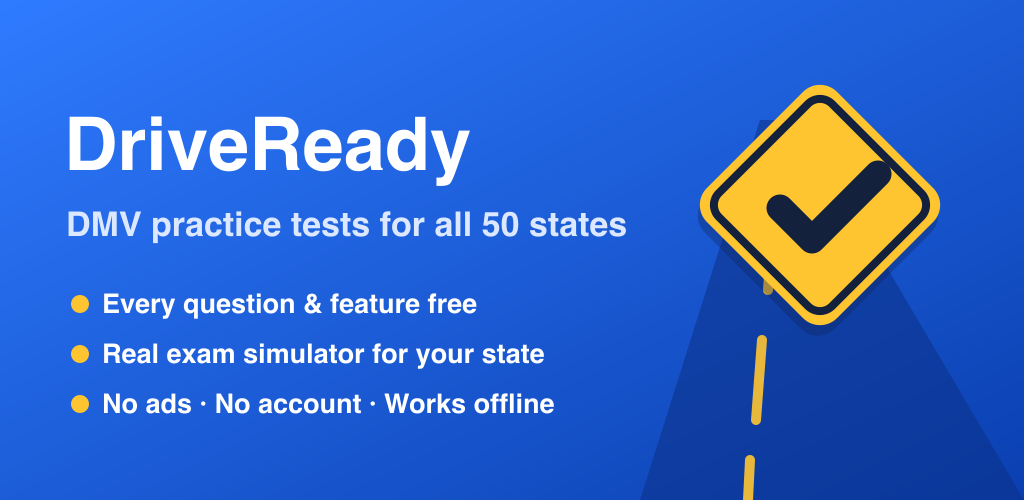 DriveReady
DMV practice tests for all 50 states
Every question & feature free
Real exam simulator for your state
No ads · No account · Works offline